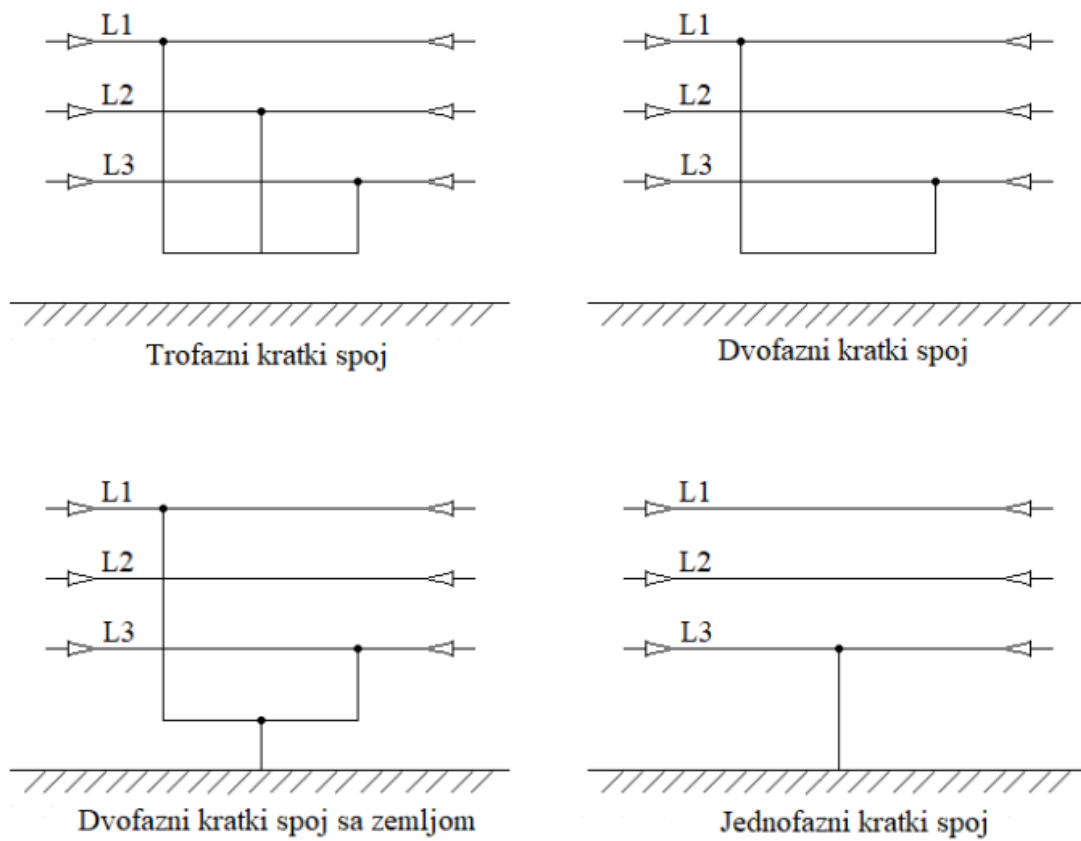 L1
L2
L3
Trofazni kratki spoj
L1
L2
L3
Dvofazni kratki spoj
L1
L2
L3
Dvofazni kratki spoj sa zemljom
L1
L2
L3
Jednofazni kratki spoj